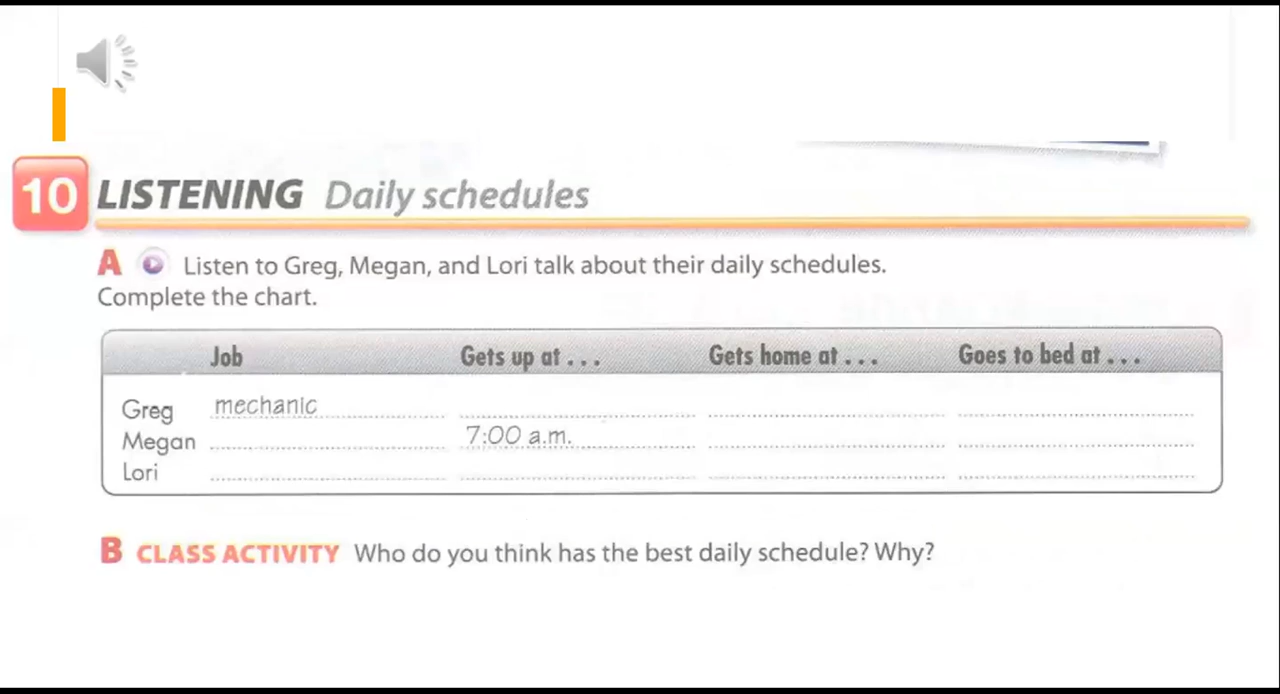 10 LISTENING Daily schedules
A Listen to Greg, Megan, and Lori talk about their daily schedules.
Complete the chart.
Job Gets up at . . . Gets home at . . . Goes to bed at . . .
Greg mechanic
Megan 7:00 a.m.
Lori
B CLASS ACTIVITY Who do you think has the best daily schedule? Why?